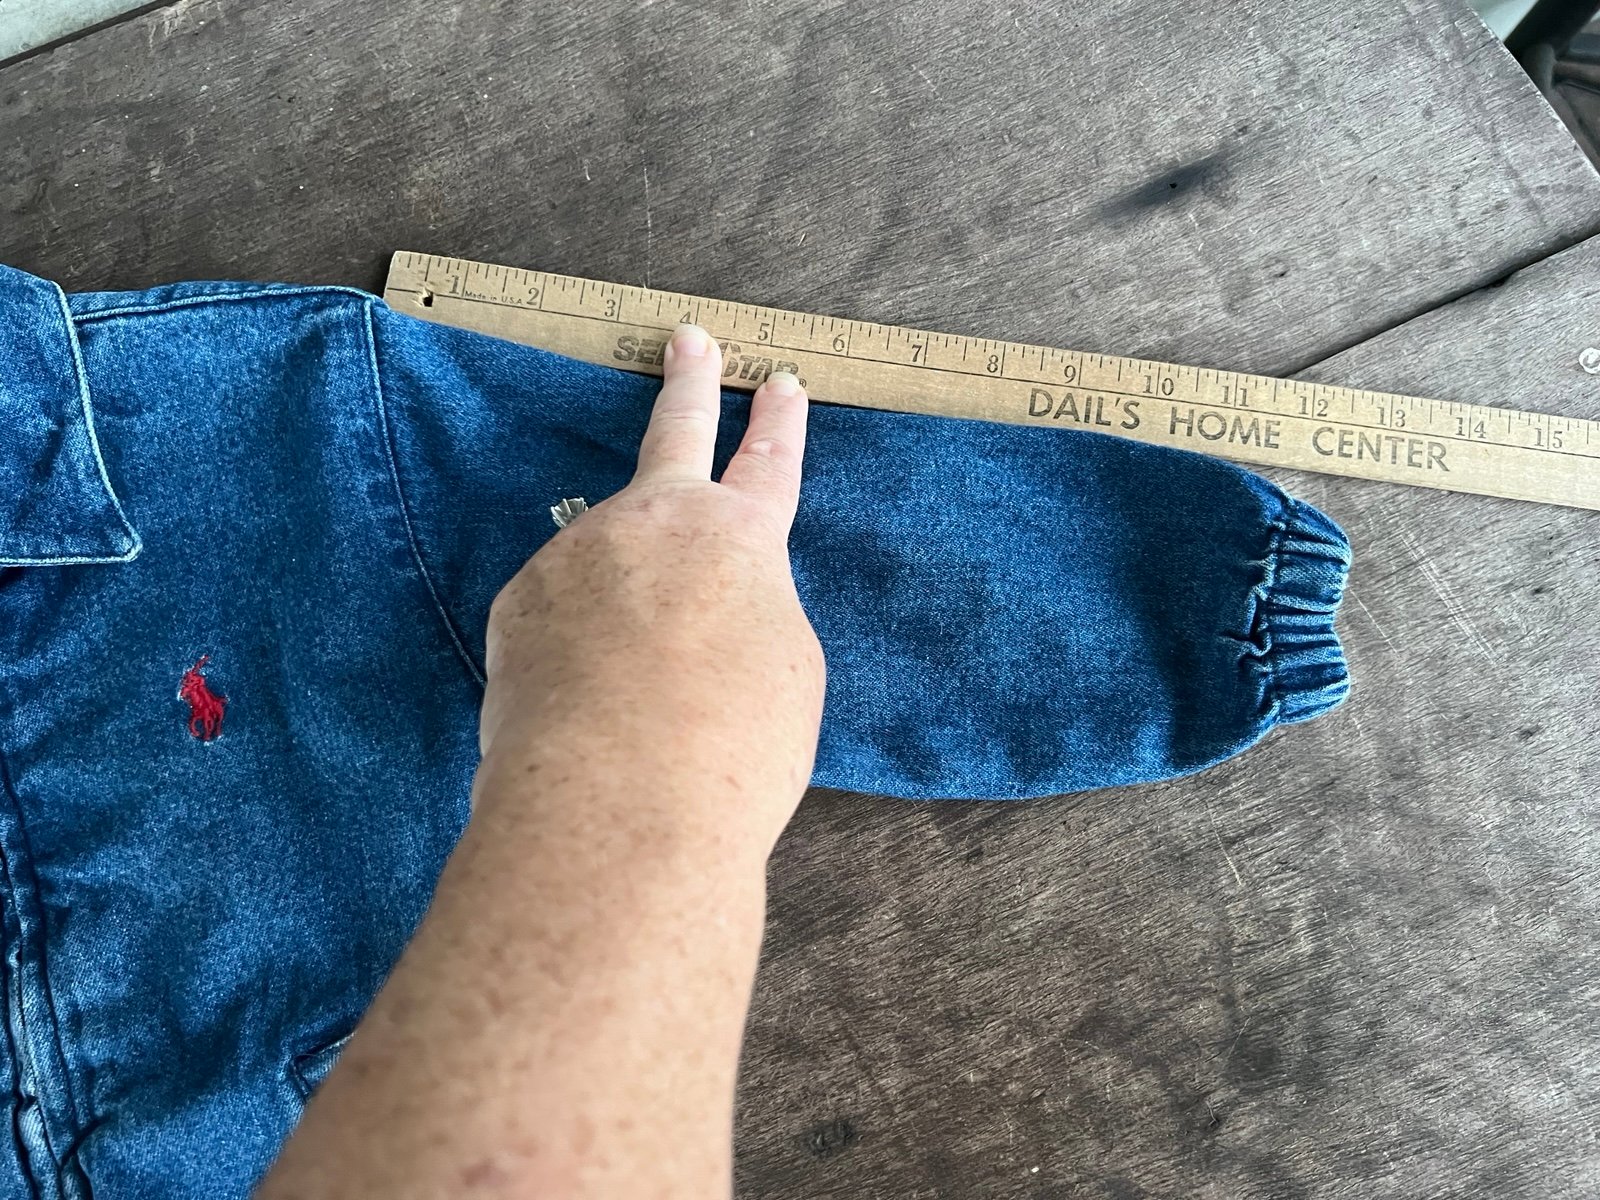 1 2 3 4 5 6 7 8 9 10 11 12 13 14 15
Made in U.S.A.
DAIL'S HOME CENTER